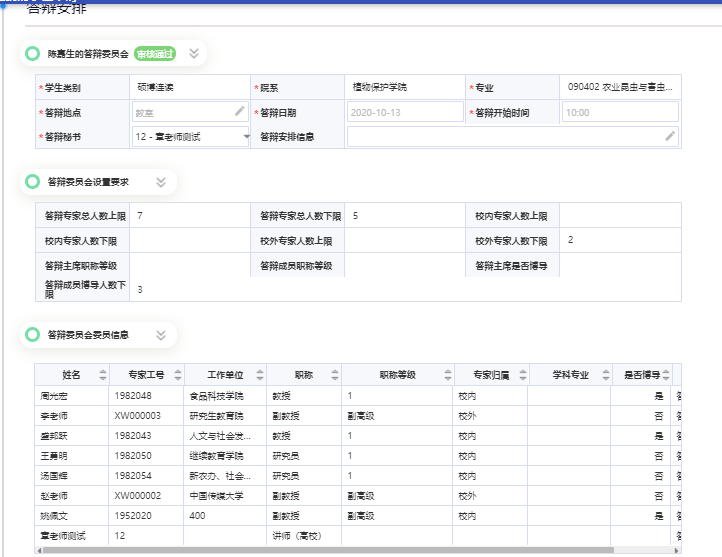 答辩安排
陈嘉生的答辩委员会 审核通过
*学生类别 硕博连读 *院系 植物保护学院 *专业 090402 农业昆虫与害虫...
*答辩地点 教室 *答辩日期 2020-10-13 *答辩开始时间 10:00
*答辩秘书 12 - 章老师测试 答辩安排信息
答辩委员会设置要求
答辩专家总人数上限 7 答辩专家总人数下限 5 校内专家人数上限
校内专家人数下限 校外专家人数上限 校外专家人数下限 2
答辩主席职称等级 答辩成员职称等级 答辩主席是否博导
答辩成员博导人数下限 3
答辩委员会委员信息
姓名 专家工号 工作单位 职称 职称等级 专家归属 学科专业 是否博导
周光宏 1982048 食品科技学院 教授 1 校内 是
李老师 XW000003 研究生教育院 副教授 副高级 校外 否
盛邦跃 1982043 人文与社会发... 教授 1 校内 是
王勇明 1982050 继续教育学院 研究员 1 校内 否
汤国辉 1982054 新农办、社会... 研究员 1 校内 否
赵老师 XW000002 中国传媒大学 副教授 副高级 校外 否
姚佩文 1952020 400 副教授 副高级 校内 是
章老师测试 12 讲师（高校）